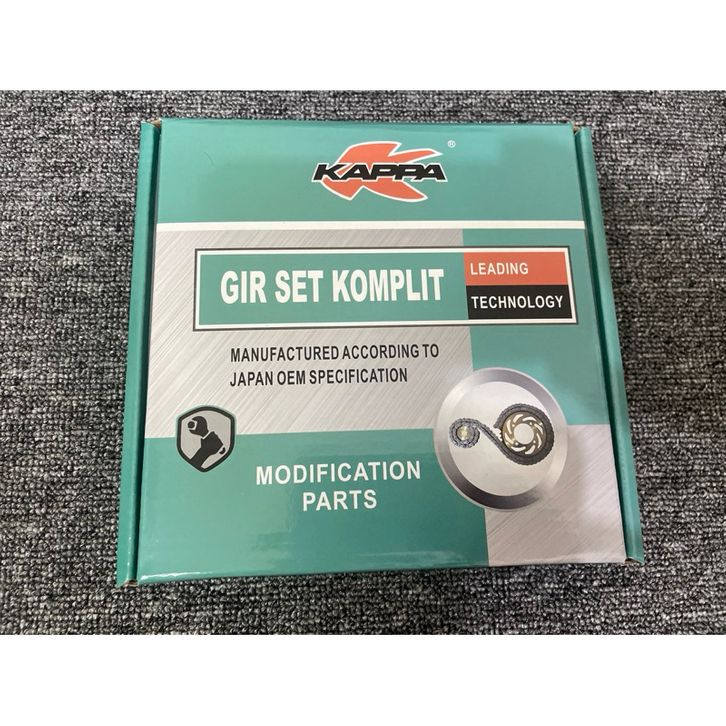 KAPPA ®
GIR SET KOMPLIT
LEADING
TECHNOLOGY
MANUFACTURED ACCORDING TO
JAPAN OEM SPECIFICATION
MODIFICATION
PARTS